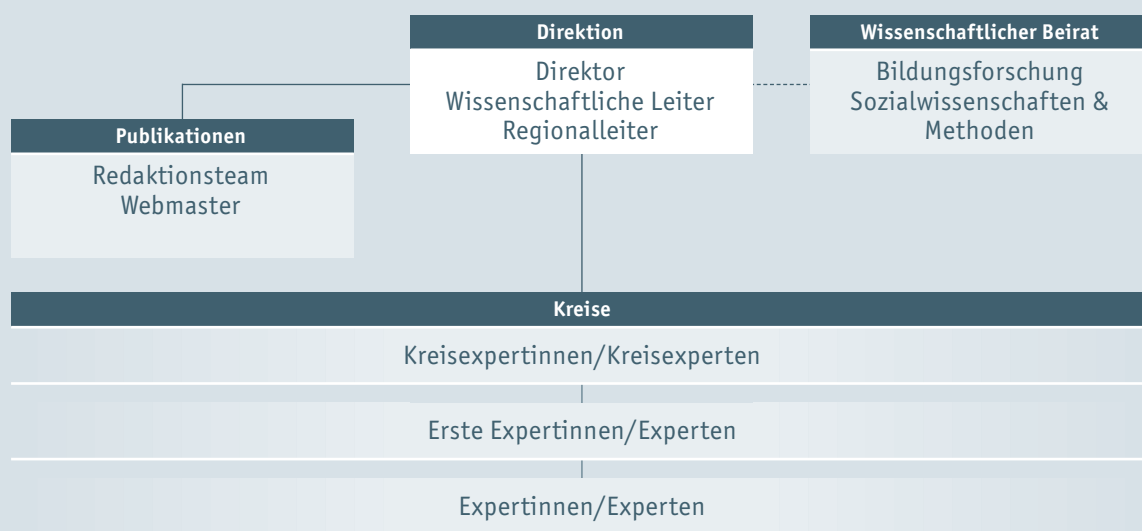 Direktion
Direktor
Wissenschaftliche Leiter
Regionalleiter
Wissenschaftlicher Beirat
Bildungsforschung
Sozialwissenschaften &
Methoden
Publikationen
Redaktionsteam
Webmaster
Kreise
Kreisexpertinnen/Kreisexperten
Erste Expertinnen/Experten
Expertinnen/Experten